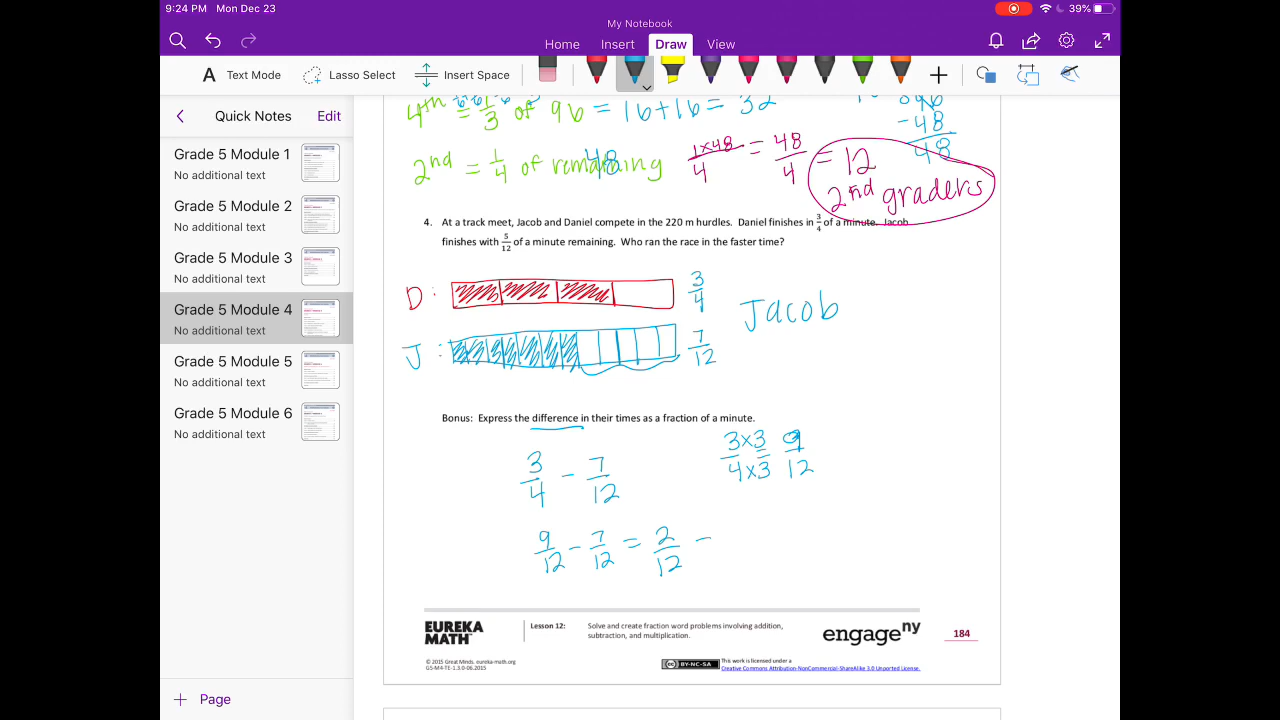 9:24 PM Mon Dec 23
39%
My Notebook
Home Insert Draw View
A Text Mode Lasso Select Insert Space
Quick Notes Edit
Grade 5 Module 1
No additional text
Grade 5 Module 2
No additional text
Grade 5 Module 3
No additional text
Grade 5 Module 4
No additional text
Grade 5 Module 5
No additional text
Grade 5 Module 6
No additional text
+ Page
4th = 1/3 of 96 = 16+16 = 32
- 48
48
2nd = 1/4 of remaining 48
1x48/4 = 48/4 = 12
2nd graders
4. At a track meet, Jacob and Daniel compete in the 220 m hurdles. Daniel finishes in 3/4 of a minute. Jacob
finishes with 5/12 of a minute remaining. Who ran the race in the faster time?
D: 3/4
Jacob
J: 7/12
Bonus: Express the difference in their times as a fraction of a minute.
3x3/4x3 = 9/12
3/4 - 7/12
9/12 - 7/12 = 2/12 -
EUREKA MATH™
Lesson 12: Solve and create fraction word problems involving addition,
subtraction, and multiplication.
engageny 184
© 2015 Great Minds. eureka-math.org
G5-M4-TE-1.3.0-06.2015
CC BY-NC-SA This work is licensed under a
Creative Commons Attribution-NonCommercial-ShareAlike 3.0 Unported License.